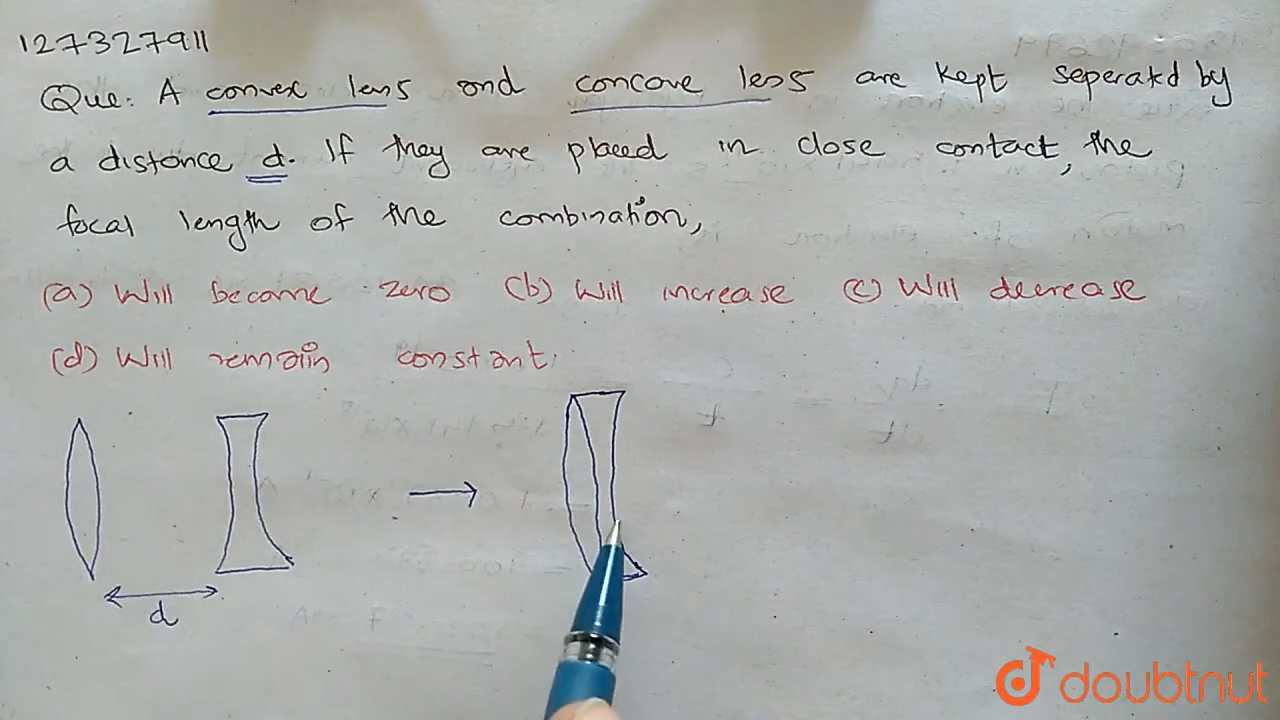 127327911
Que: A convex lens ond concave lens are kept seperated by
a distance d. If they are placed in close contact, the
focal length of the combination,
(a) Will become zero (b) Will increase (c) Will decrease
(d) Will remain constant.
d
doubtnut